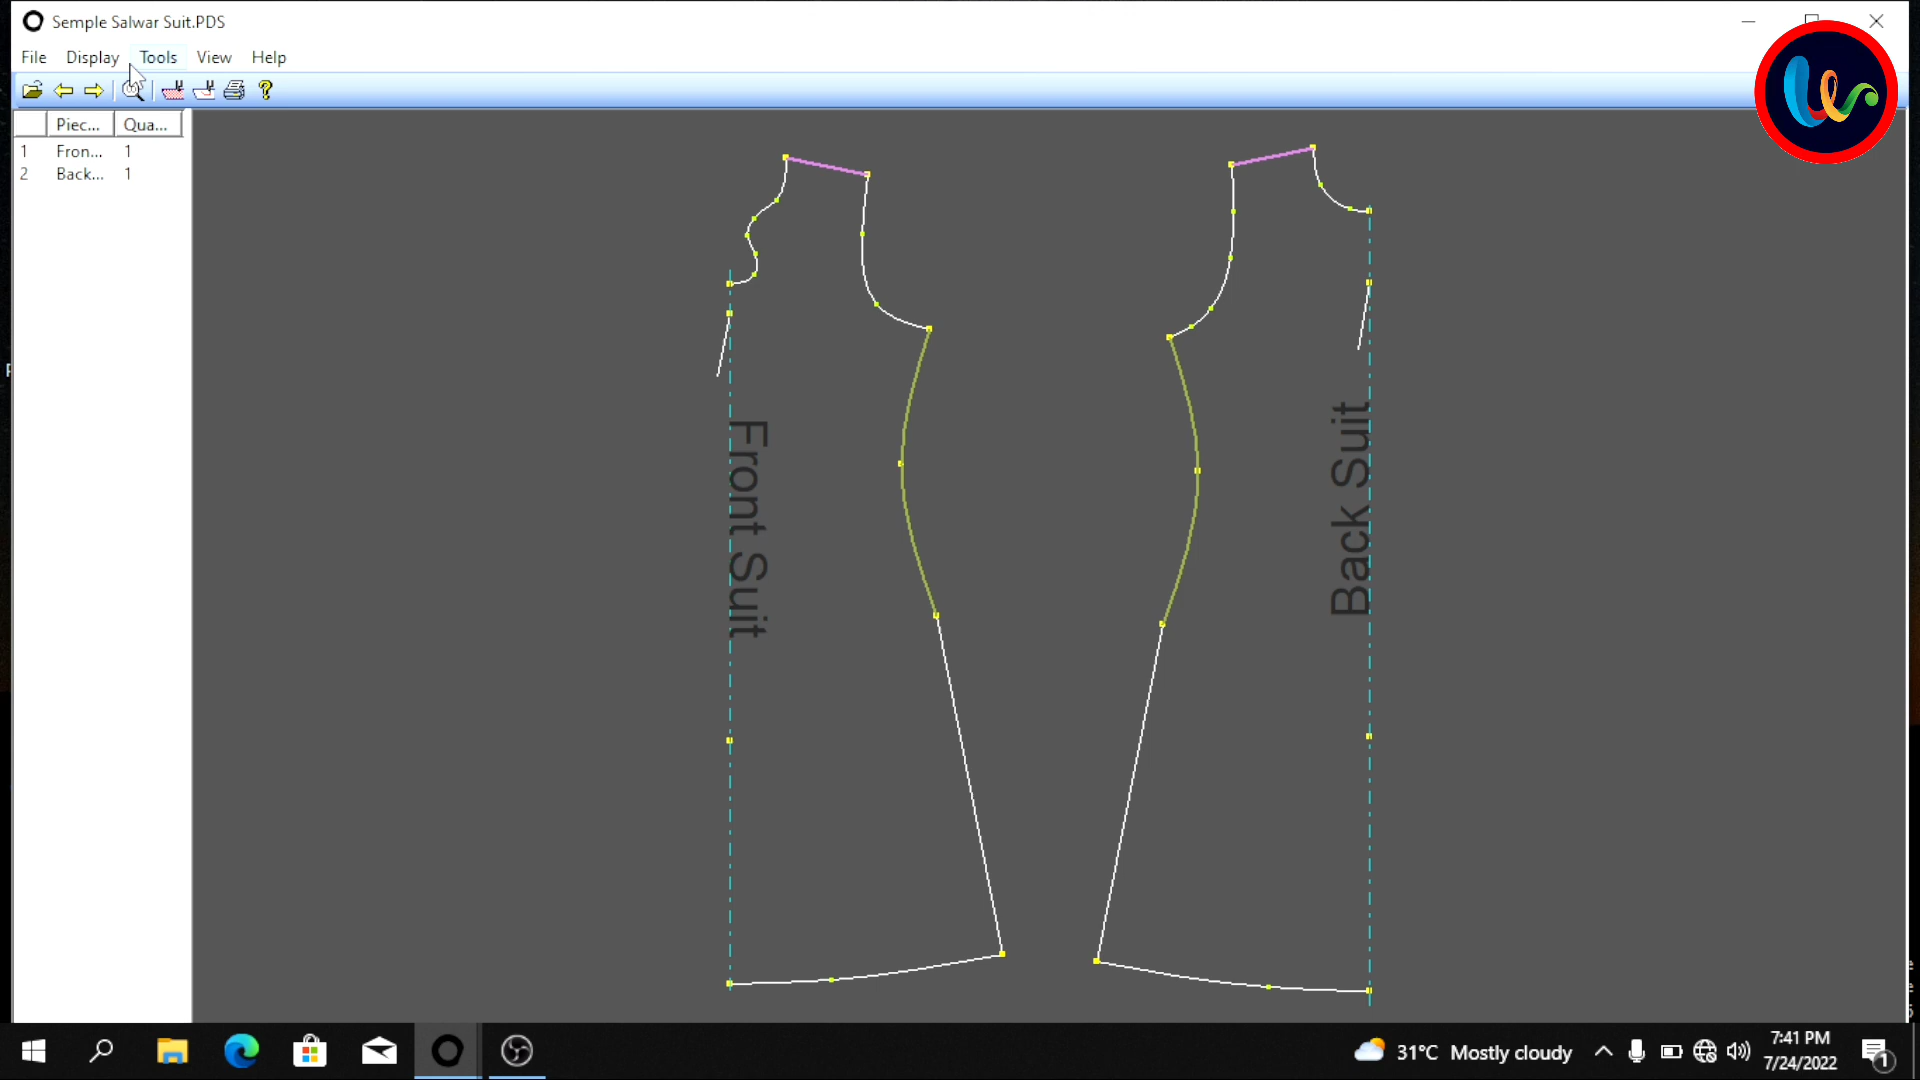 Semple Salwar Suit.PDS
File Display Tools View Help
Piec... Qua...
1 Fron... 1
2 Back... 1
Front Suit
Back Suit
31°C Mostly cloudy
7:41 PM
7/24/2022
1